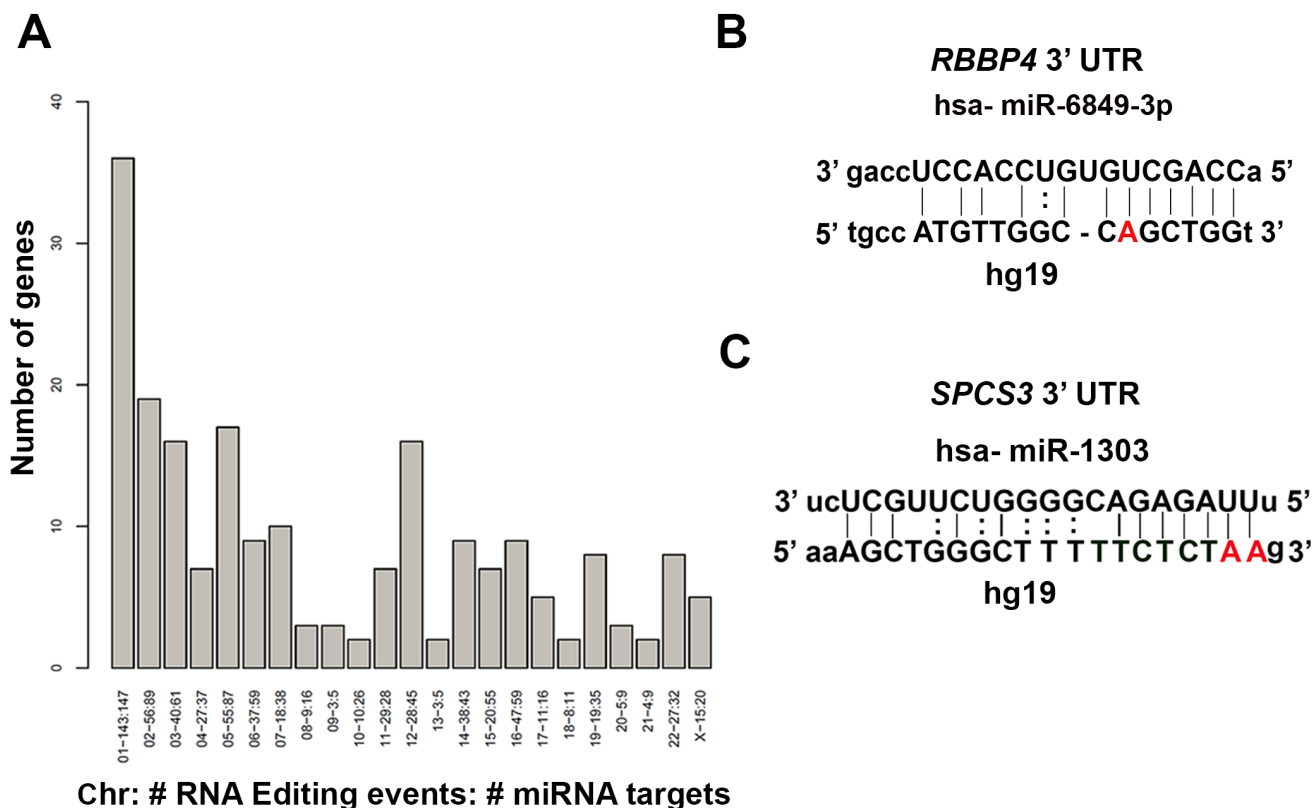 A
Number of genes
40
30
20
10
0
01−143:147
02−56:89
03−40:61
04−27:37
05−55:87
06−37:59
07−18:38
08−9:16
09−3:5
10−10:26
11−29:28
12−28:45
13−3:5
14−38:43
15−20:55
16−47:59
17−11:16
18−8:11
19−19:35
20−5:9
21−4:9
22−27:32
X−15:20
Chr: # RNA Editing events: # miRNA targets
B
RBBP4 3’ UTR
hsa- miR-6849-3p
3’ gaccUCCACCUGUGUCGACCa 5’
5’ tgcc ATGTTGGC - CAGCTGGt 3’
hg19
C
SPCS3 3’ UTR
hsa- miR-1303
3’ ucUCGUUCUGGGGCAGAGAUUu 5’
5’ aaAGCTGGGCT T T TTCTCTA Ag3’
hg19